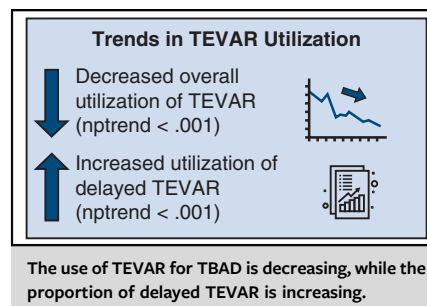 Trends in TEVAR Utilization
Decreased overall
utilization of TEVAR
(nptrend < .001)
Increased utilization of
delayed TEVAR
(nptrend < .001)
The use of TEVAR for TBAD is decreasing, while the
proportion of delayed TEVAR is increasing.